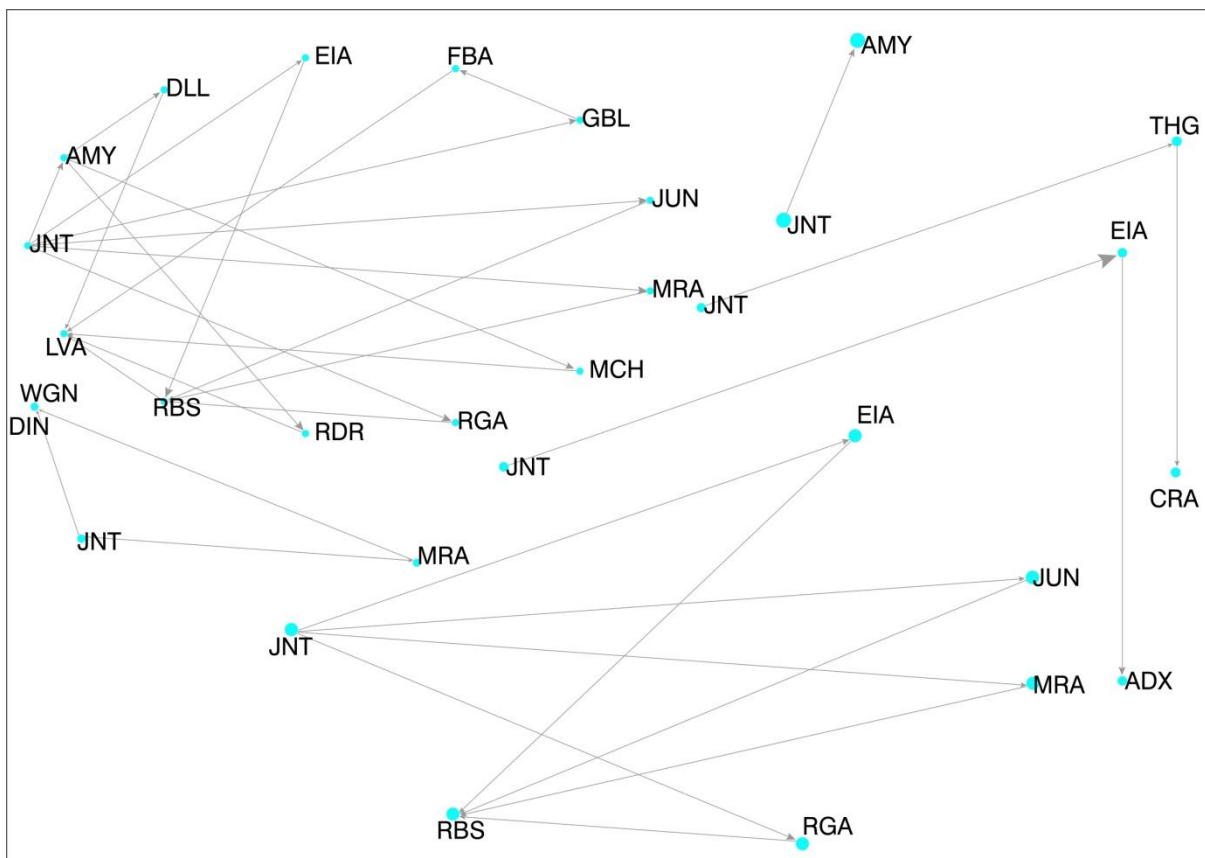 AMY
EIA
FBA
DLL
GBL
THG
AMY
JUN
JNT
EIA
JNT
MRA
JNT
LVA
MCH
WGN
RBS
EIA
DIN
RDR
RGA
JNT
CRA
JNT
MRA
JUN
JNT
MRA
ADX
RBS
RGA